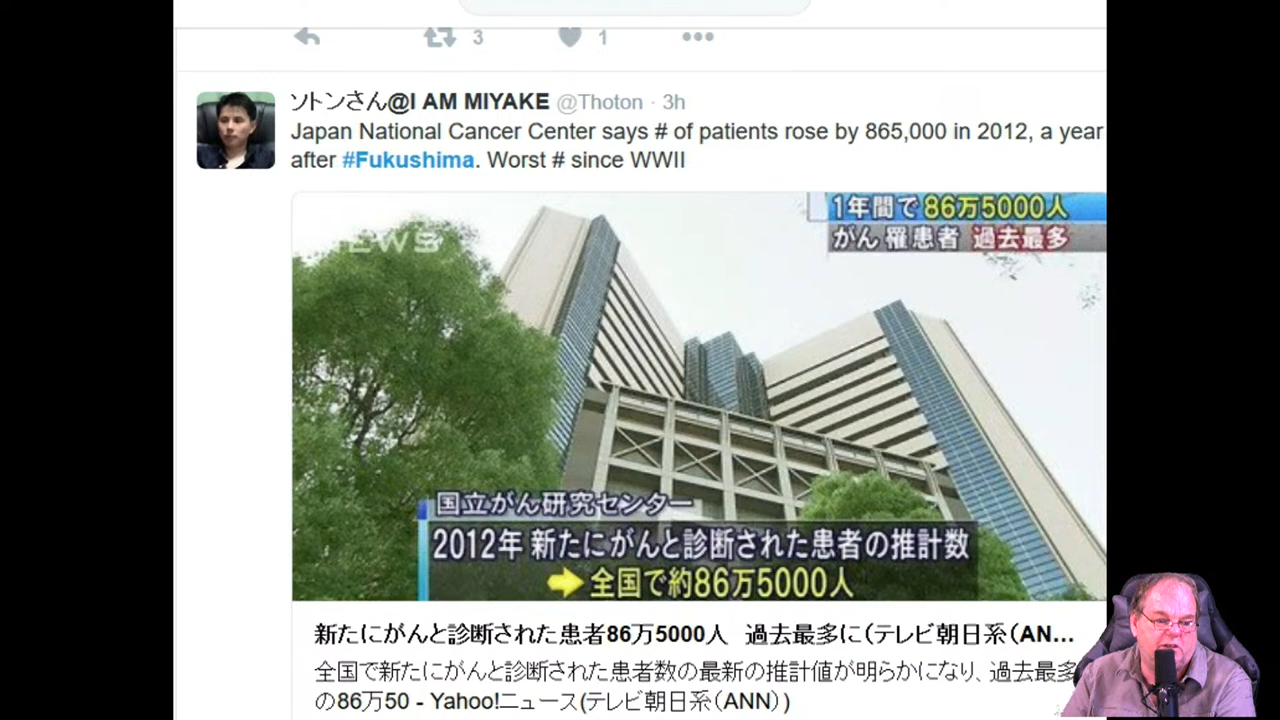 3 1
ソトンさん@I AM MIYAKE @Thoton · 3h
Japan National Cancer Center says # of patients rose by 865,000 in 2012, a year
after #Fukushima. Worst # since WWII
NEWS
1年間で86万5000人
がん罹患者 過去最多
国立がん研究センター
2012年 新たにがんと診断された患者の推計数
全国で約86万5000人
新たにがんと診断された患者86万5000人 過去最多に(テレビ朝日系(AN...
全国で新たにがんと診断された患者数の最新の推計値が明らかになり、過去最多
の86万50 - Yahoo!ニュース(テレビ朝日系(ANN))